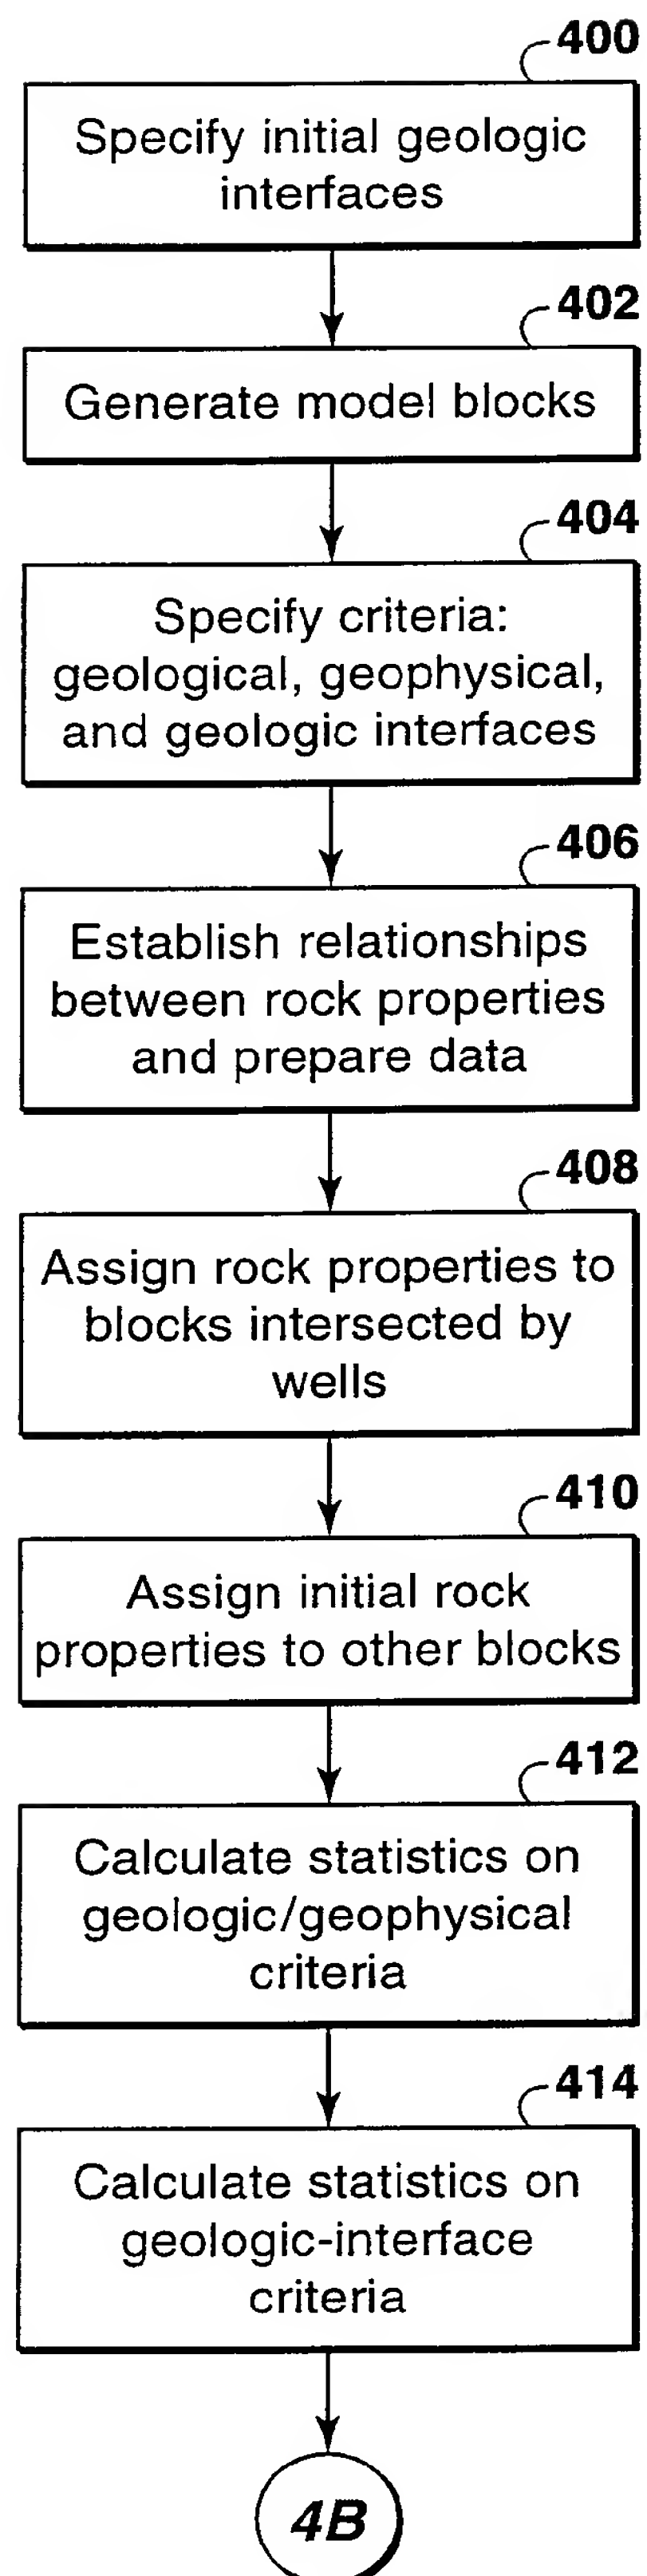 400
Specify initial geologic
interfaces
402
Generate model blocks
404
Specify criteria:
geological, geophysical,
and geologic interfaces
406
Establish relationships
between rock properties
and prepare data
408
Assign rock properties to
blocks intersected by
wells
410
Assign initial rock
properties to other blocks
412
Calculate statistics on
geologic/geophysical
criteria
414
Calculate statistics on
geologic-interface
criteria
4B